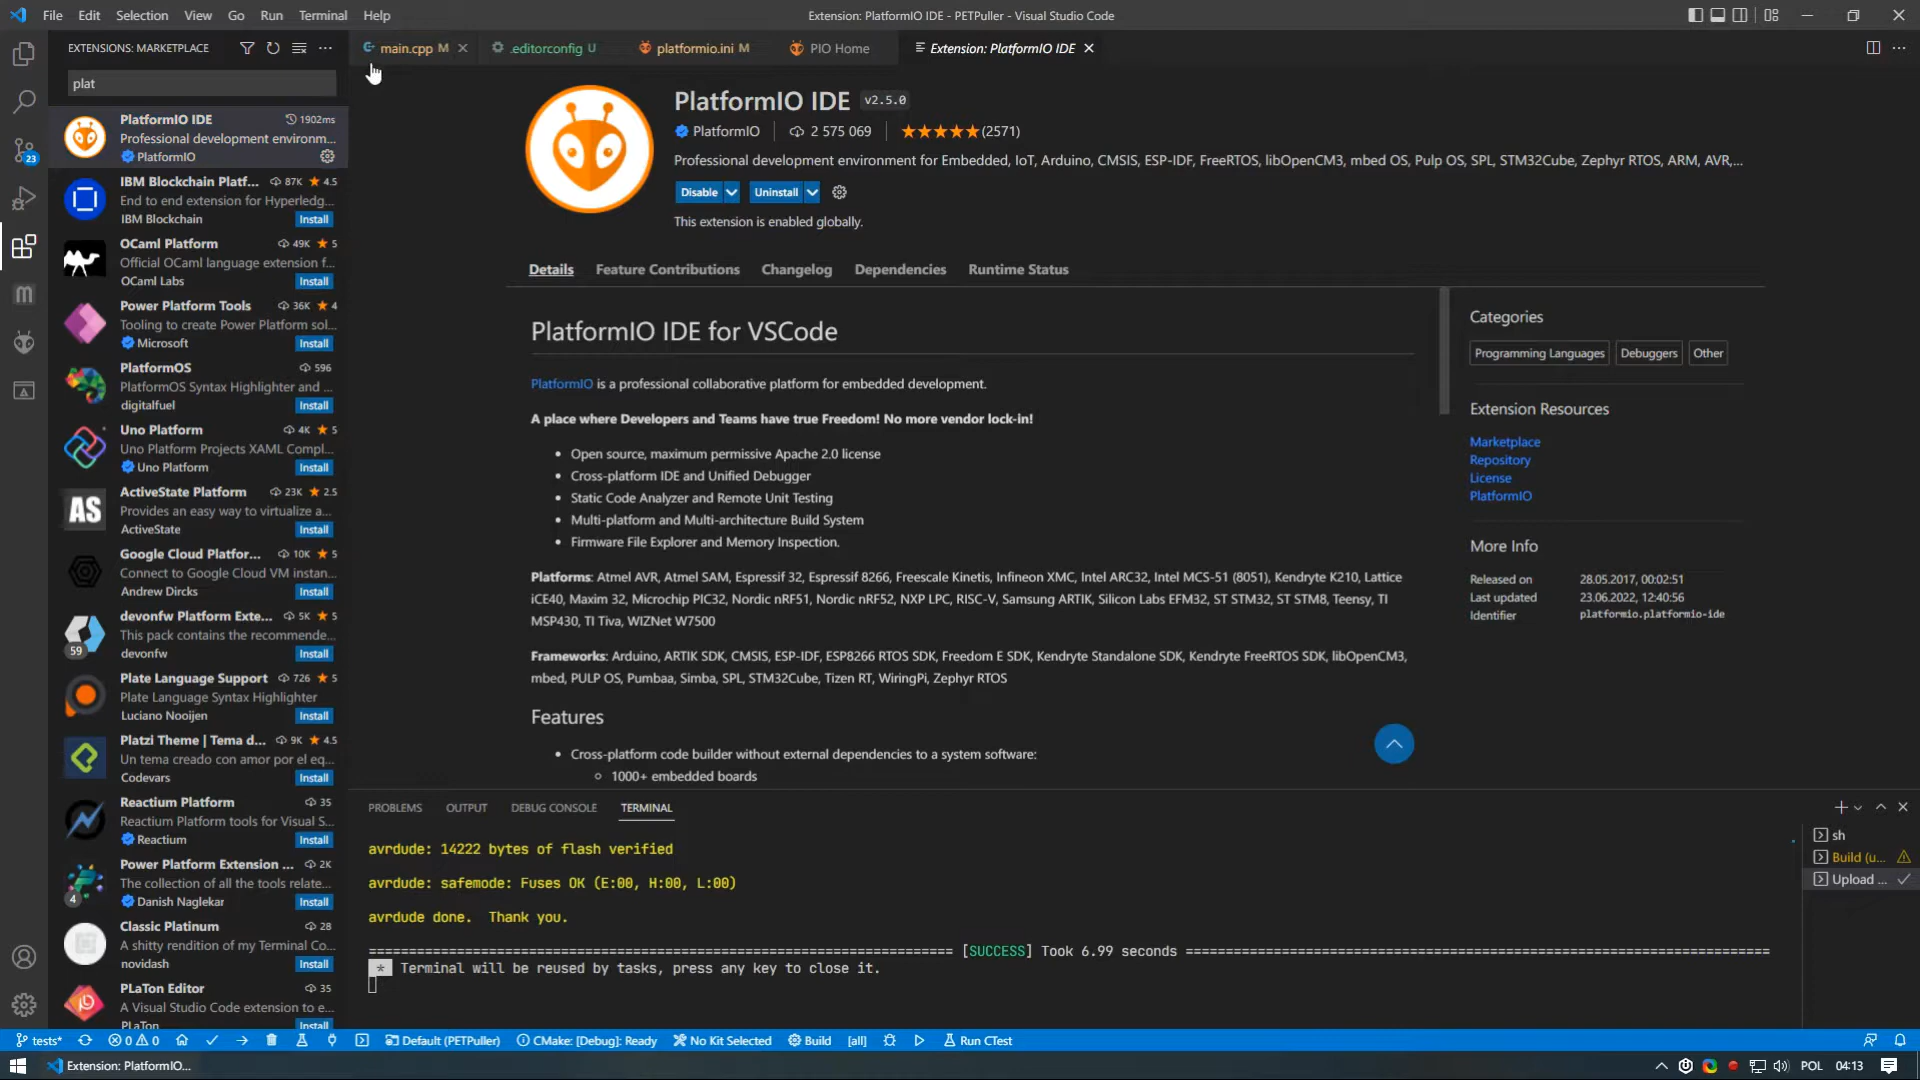 File Edit Selection View Go Run Terminal Help
Extension: PlatformIO IDE - PETPuller - Visual Studio Code
EXTENSIONS: MARKETPLACE
main.cpp M
.editorconfig U
platformio.ini M
PIO Home
Extension: PlatformIO IDE
plat
PlatformIO IDE 1902ms
Professional development environm...
PlatformIO
IBM Blockchain Platf... 87K 4.5
End to end extension for Hyperledg...
IBM Blockchain Install
OCaml Platform 49K 5
Official OCaml language extension f...
OCaml Labs Install
Power Platform Tools 36K 4
Tooling to create Power Platform sol...
Microsoft Install
PlatformOS 596
PlatformOS Syntax Highlighter and ...
digitalfuel Install
Uno Platform 4K 5
Uno Platform Projects XAML Compl...
Uno Platform Install
ActiveState Platform 23K 2.5
Provides an easy way to virtualize a...
ActiveState Install
AS
Google Cloud Platfor... 10K 5
Connect to Google Cloud VM instan...
Andrew Dircks Install
devonfw Platform Exte... 5K 5
This pack contains the recommende...
devonfw Install
59
Plate Language Support 726 5
Plate Language Syntax Highlighter
Luciano Nooijen Install
Platzi Theme | Tema d... 9K 4.5
Un tema creado con amor por el eq...
Codevars Install
Reactium Platform 35
Reactium Platform tools for Visual S...
Reactium Install
Power Platform Extension ... 2K
The collection of all the tools relate...
Danish Naglekar Install
4
Classic Platinum 28
A shitty rendition of my Terminal Co...
novidash Install
PLaTon Editor 35
A Visual Studio Code extension to e...
PLaTon Install
23
PlatformIO IDE v2.5.0
PlatformIO 2 575 069 (2571)
Professional development environment for Embedded, IoT, Arduino, CMSIS, ESP-IDF, FreeRTOS, libOpenCM3, mbed OS, Pulp OS, SPL, STM32Cube, Zephyr RTOS, ARM, AVR,...
Disable Uninstall
This extension is enabled globally.
Details Feature Contributions Changelog Dependencies Runtime Status
PlatformIO IDE for VSCode
PlatformIO is a professional collaborative platform for embedded development.
A place where Developers and Teams have true Freedom! No more vendor lock-in!
• Open source, maximum permissive Apache 2.0 license
• Cross-platform IDE and Unified Debugger
• Static Code Analyzer and Remote Unit Testing
• Multi-platform and Multi-architecture Build System
• Firmware File Explorer and Memory Inspection.
Platforms: Atmel AVR, Atmel SAM, Espressif 32, Espressif 8266, Freescale Kinetis, Infineon XMC, Intel ARC32, Intel MCS-51 (8051), Kendryte K210, Lattice
iCE40, Maxim 32, Microchip PIC32, Nordic nRF51, Nordic nRF52, NXP LPC, RISC-V, Samsung ARTIK, Silicon Labs EFM32, ST STM32, ST STM8, Teensy, TI
MSP430, TI Tiva, WIZNet W7500
Frameworks: Arduino, ARTIK SDK, CMSIS, ESP-IDF, ESP8266 RTOS SDK, Freedom E SDK, Kendryte Standalone SDK, Kendryte FreeRTOS SDK, libOpenCM3,
mbed, PULP OS, Pumbaa, Simba, SPL, STM32Cube, Tizen RT, WiringPi, Zephyr RTOS
Features
• Cross-platform code builder without external dependencies to a system software:
○ 1000+ embedded boards
Categories
Programming Languages Debuggers Other
Extension Resources
Marketplace
Repository
License
PlatformIO
More Info
Released on 28.05.2017, 00:02:51
Last updated 23.06.2022, 12:40:56
Identifier platformio.platformio-ide
PROBLEMS OUTPUT DEBUG CONSOLE TERMINAL
avrdude: 14222 bytes of flash verified
avrdude: safemode: Fuses OK (E:00, H:00, L:00)
avrdude done.  Thank you.
[SUCCESS] Took 6.99 seconds
* Terminal will be reused by tasks, press any key to close it.
sh
Build (u...
Upload ...
tests* 0 0 Default (PETPuller) CMake: [Debug]: Ready No Kit Selected Build [all] Run CTest
Extension: PlatformIO... POL 04:13